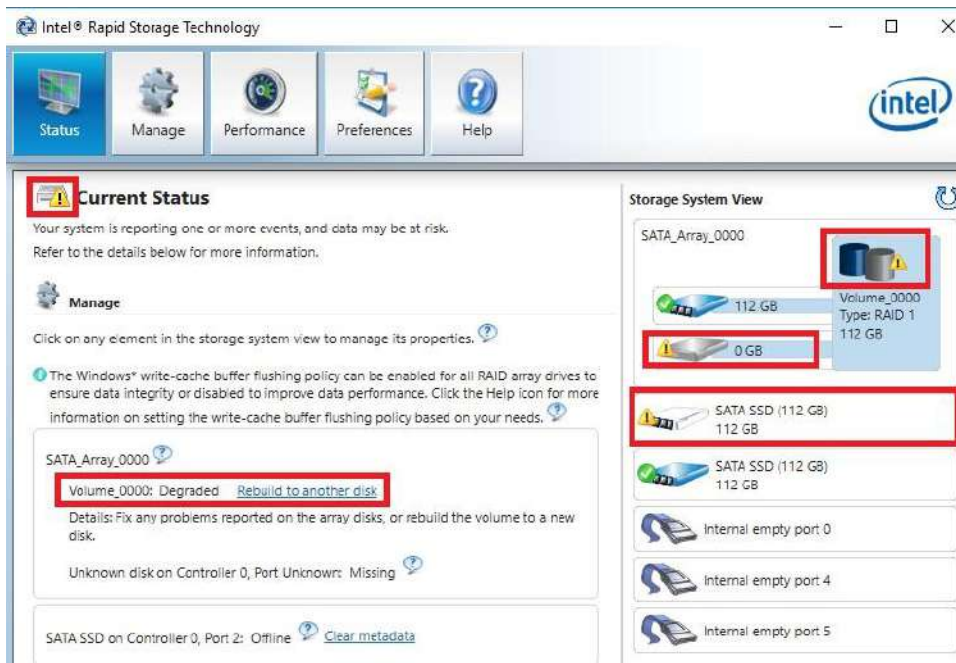 Intel® Rapid Storage Technology
Status
Manage
Performance
Preferences
Help
intel
Current Status
Your system is reporting one or more events, and data may be at risk.
Refer to the details below for more information.
Manage
Click on any element in the storage system view to manage its properties.
The Windows* write-cache buffer flushing policy can be enabled for all RAID array drives to
ensure data integrity or disabled to improve data performance. Click the Help icon for more
information on setting the write-cache buffer flushing policy based on your needs.
SATA_Array_0000
Volume_0000: Degraded Rebuild to another disk
Details: Fix any problems reported on the array disks, or rebuild the volume to a new
disk.
Unknown disk on Controller 0, Port Unknown: Missing
SATA SSD on Controller 0, Port 2: Offline Clear metadata
Storage System View
SATA_Array_0000
112 GB
0 GB
Volume_0000
Type: RAID 1
112 GB
SATA SSD (112 GB)
112 GB
SATA SSD (112 GB)
112 GB
Internal empty port 0
Internal empty port 4
Internal empty port 5